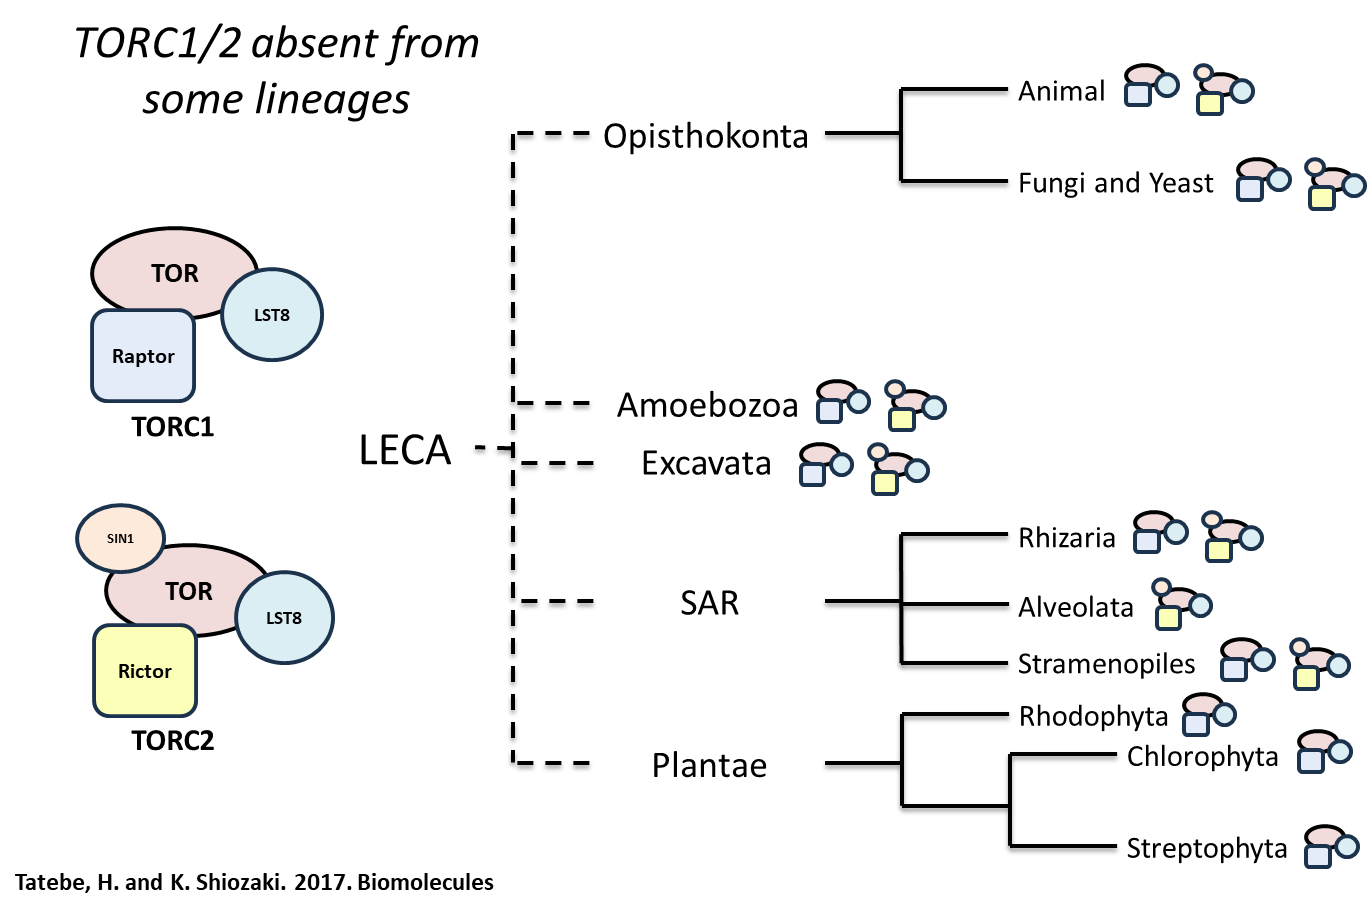 TORC1/2 absent from
some lineages
TOR
LST8
Raptor
TORC1
SIN1
TOR
LST8
Rictor
TORC2
LECA
Opisthokonta
Animal
Fungi and Yeast
Amoebozoa
Excavata
SAR
Rhizaria
Alveolata
Stramenopiles
Plantae
Rhodophyta
Chlorophyta
Streptophyta
Tatebe, H. and K. Shiozaki. 2017. Biomolecules